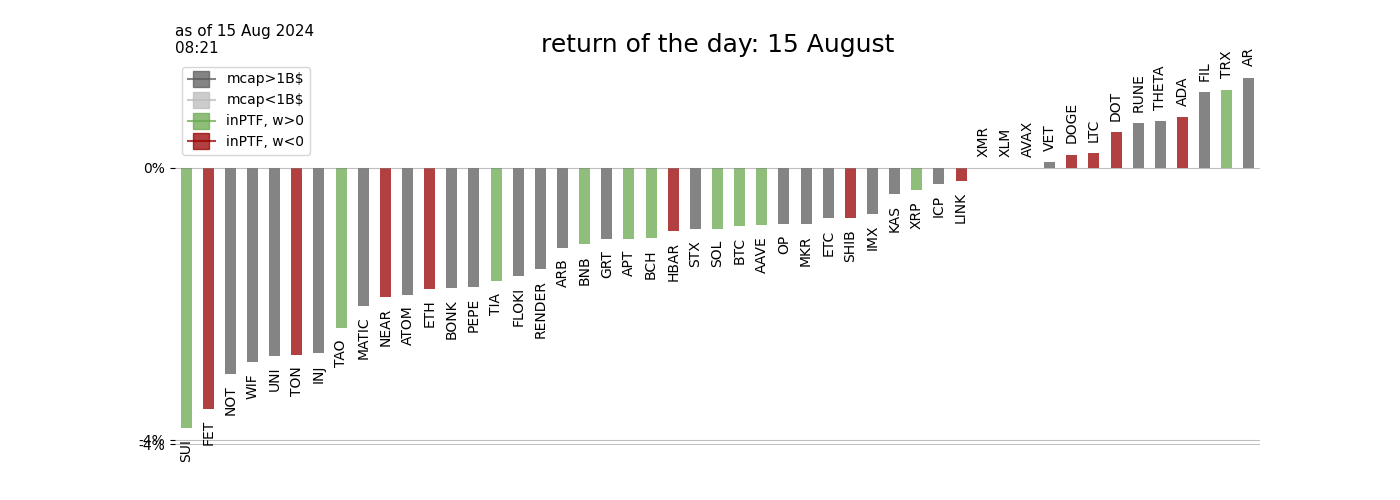 as of 15 Aug 2024
08:21
return of the day: 15 August
mcap>1B$
mcap<1B$
inPTF, w>0
inPTF, w<0
0%
-4%
-4%
SUI
FET
NOT
WIF
UNI
TON
INJ
TAO
MATIC
NEAR
ATOM
ETH
BONK
PEPE
TIA
FLOKI
RENDER
ARB
BNB
GRT
APT
BCH
HBAR
STX
SOL
BTC
AAVE
OP
MKR
ETC
SHIB
IMX
KAS
XRP
ICP
LINK
XMR
XLM
AVAX
VET
DOGE
LTC
DOT
RUNE
THETA
ADA
FIL
TRX
AR